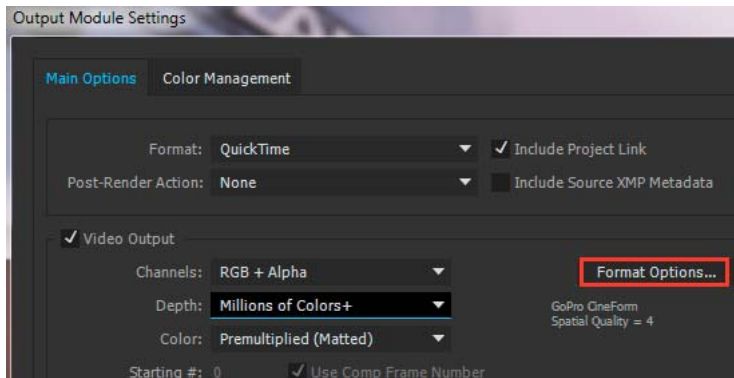 Output Module Settings
Main Options Color Management
Format: QuickTime Include Project Link
Post-Render Action: None Include Source XMP Metadata
Video Output
Channels: RGB + Alpha Format Options...
Depth: Millions of Colors+ GoPro CineForm
Spatial Quality = 4
Color: Premultiplied (Matted)
Starting #: 0 Use Comp Frame Number